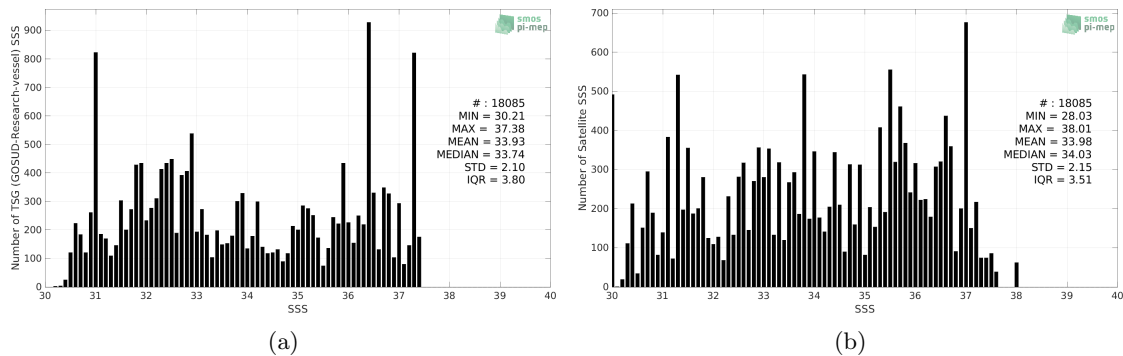 smos
pi-mep
Number of TSG (GOSUD-Research-vessel) SSS
900
800
700
600
500
400
300
200
100
0
# : 18085
MIN = 30.21
MAX = 37.38
MEAN = 33.93
MEDIAN = 33.74
STD = 2.10
IQR = 3.80
30 31 32 33 34 35 36 37 38 39 40
SSS
(a)
smos
pi-mep
Number of Satellite SSS
700
600
500
400
300
200
100
0
# : 18085
MIN = 28.03
MAX = 38.01
MEAN = 33.98
MEDIAN = 34.03
STD = 2.15
IQR = 3.51
30 31 32 33 34 35 36 37 38 39 40
SSS
(b)